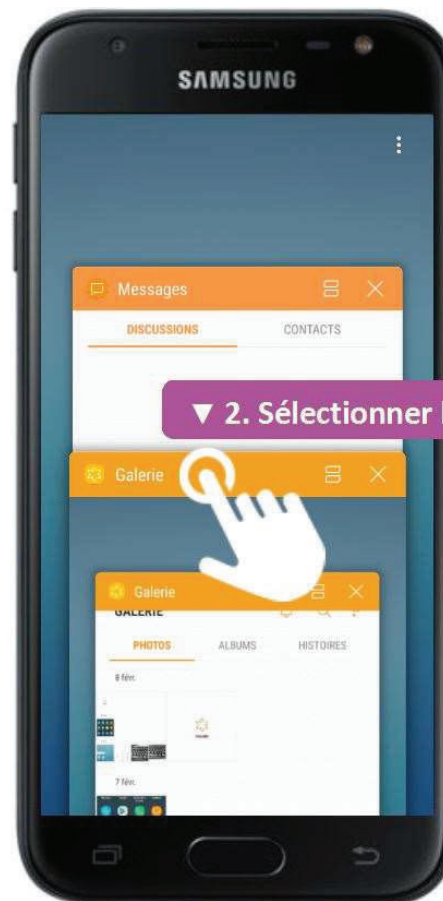 SAMSUNG
Messages
DISCUSSIONS
CONTACTS
▼ 2. Sélectionner
Galerie
Galerie
GALERIE
PHOTOS
ALBUMS
HISTOIRES
8 févr.
7 févr.